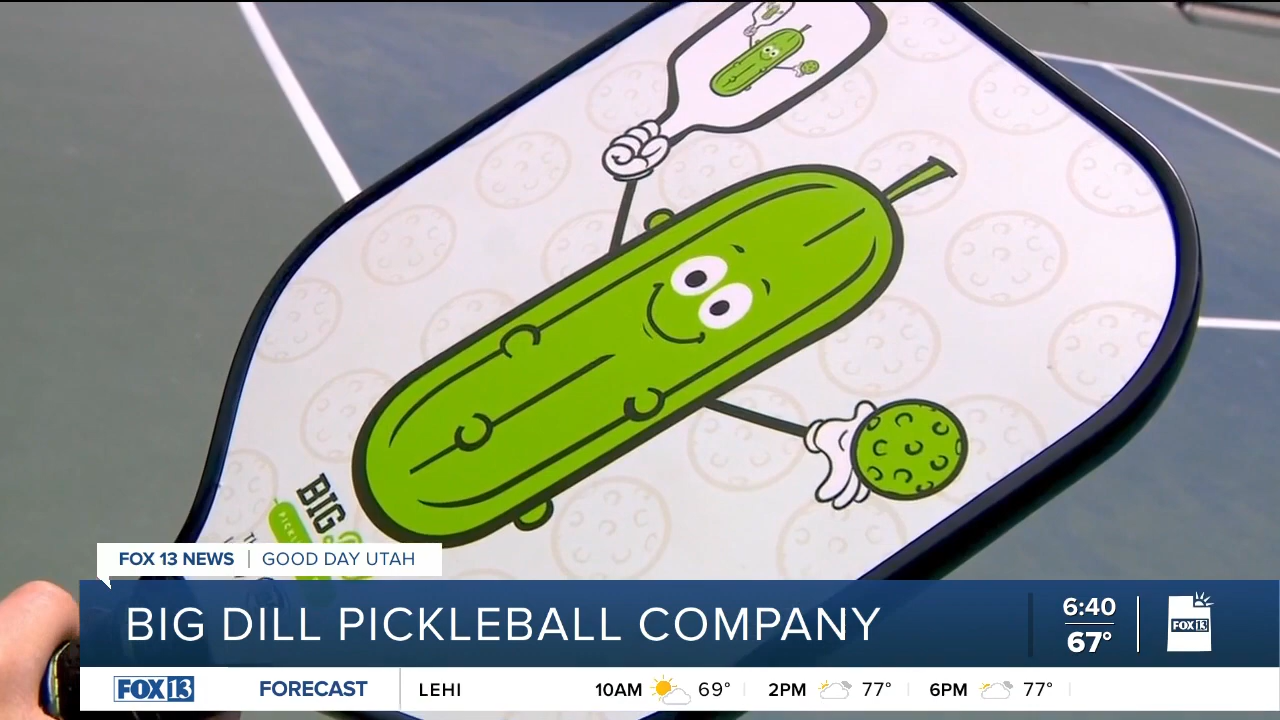 BIG
FOX 13 NEWS | GOOD DAY UTAH
BIG DILL PICKLEBALL COMPANY
6:40
67°
FOX 13
FOX 13
FORECAST
LEHI
10AM 69°
2PM 77°
6PM 77°